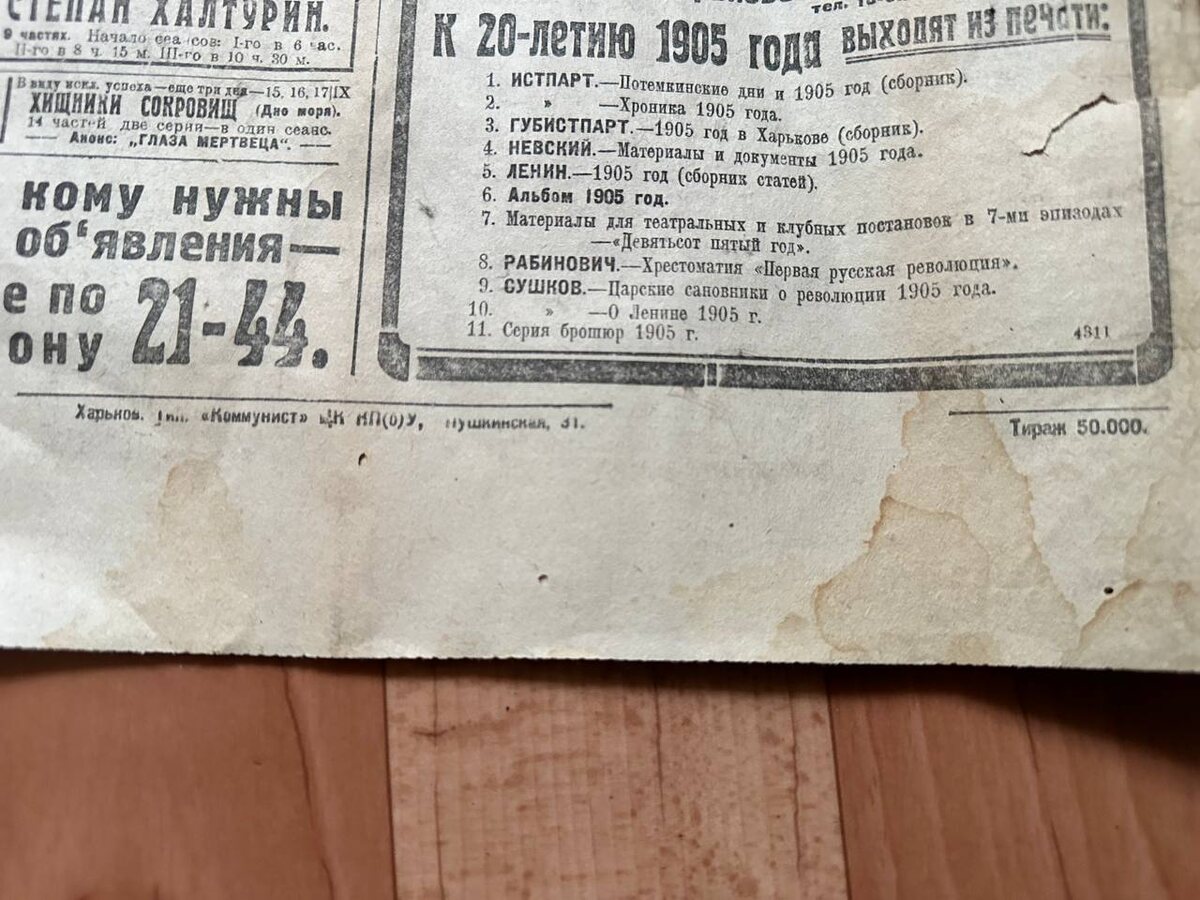 СТЕПАН ХАЛТУРИН.
9 частях. Начало сеа сов: I-го в 6 час.
II-го в 8 ч. 15 м. III-го в 10 ч. 30 м.
В виду искл. успеха—еще три дня—15, 16, 17|IX
ХИЩНИКИ СОКРОВИЩ (Дно моря).
14 частей две серии—в один сеанс.
—— Анонс: „ГЛАЗА МЕРТВЕЦА“. ——
кому нужны
об‘явления—
е по
ону 21-44.
тел.
К 20-летию 1905 года выходят из печати:
1. ИСТПАРТ.—Потемкинские дни и 1905 год (сборник).
2. » —Хроника 1905 года.
3. ГУБИСТПАРТ.—1905 год в Харькове (сборник).
4. НЕВСКИЙ.—Материалы и документы 1905 года.
5. ЛЕНИН.—1905 год (сборник статей).
6. Альбом 1905 год.
7. Материалы для театральных и клубных постановок в 7-ми эпизодах
—«Девятьсот пятый год».
8. РАБИНОВИЧ.—Хрестоматия «Первая русская революция».
9. СУШКОВ.—Царские сановники о революции 1905 года.
10. » —О Ленине 1905 г.
11. Серия брошюр 1905 г.
4311
Харьков. Тип. «Коммунист» ЦК КП(б)У, Пушкинская, 31.
Тираж 50.000.